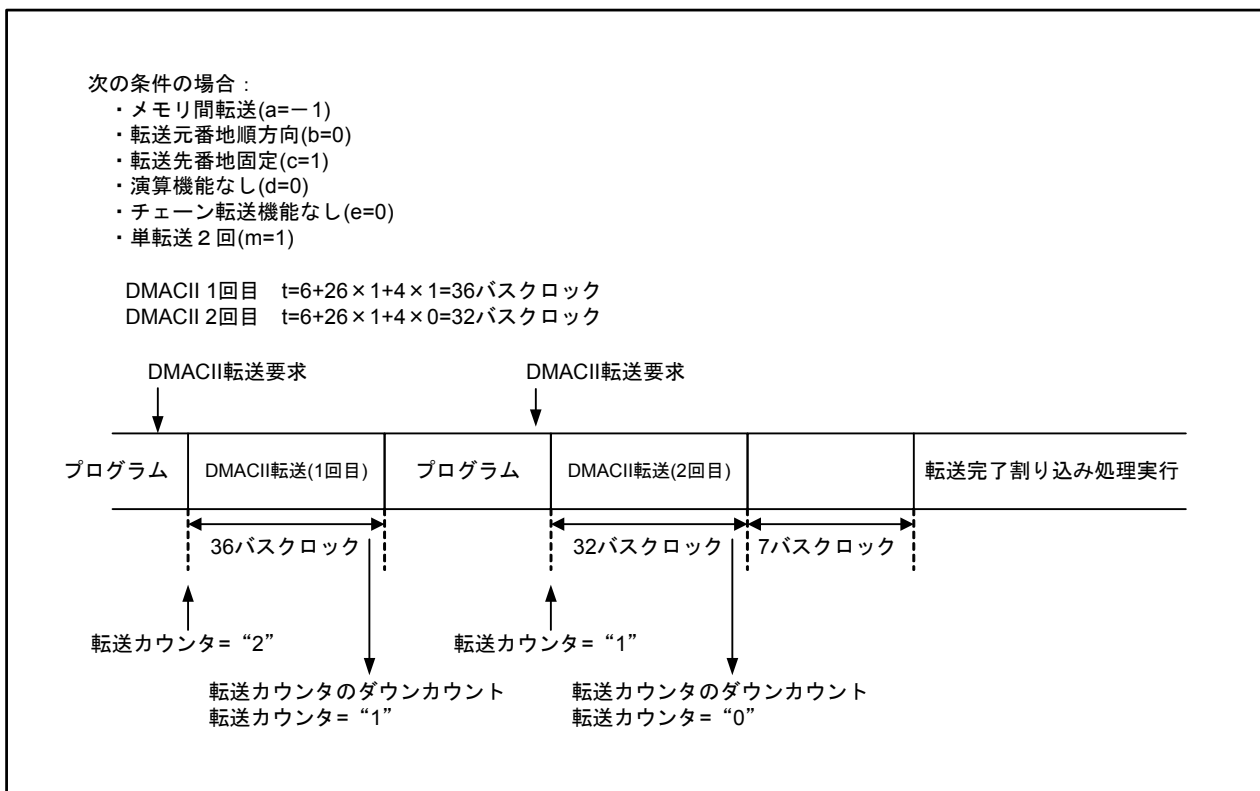 次の条件の場合：
・メモリ間転送(a=－1)
・転送元番地順方向(b=0)
・転送先番地固定(c=1)
・演算機能なし(d=0)
・チェーン転送機能なし(e=0)
・単転送２回(m=1)
DMACII 1回目　t=6+26×1+4×1=36バスクロック
DMACII 2回目　t=6+26×1+4×0=32バスクロック
DMACII転送要求
DMACII転送要求
プログラム
DMACII転送(1回目)
プログラム
DMACII転送(2回目)
転送完了割り込み処理実行
36バスクロック
32バスクロック
7バスクロック
転送カウンタ=“2”
転送カウンタ=“1”
転送カウンタのダウンカウント
転送カウンタ=“1”
転送カウンタのダウンカウント
転送カウンタ=“0”